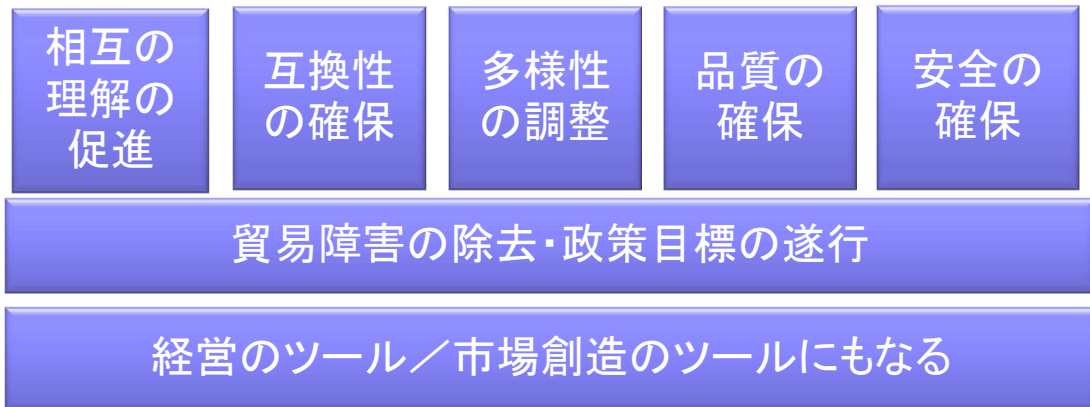 相互の
理解の
促進
互換性
の確保
多様性
の調整
品質の
確保
安全の
確保
貿易障害の除去・政策目標の遂行
経営のツール／市場創造のツールにもなる